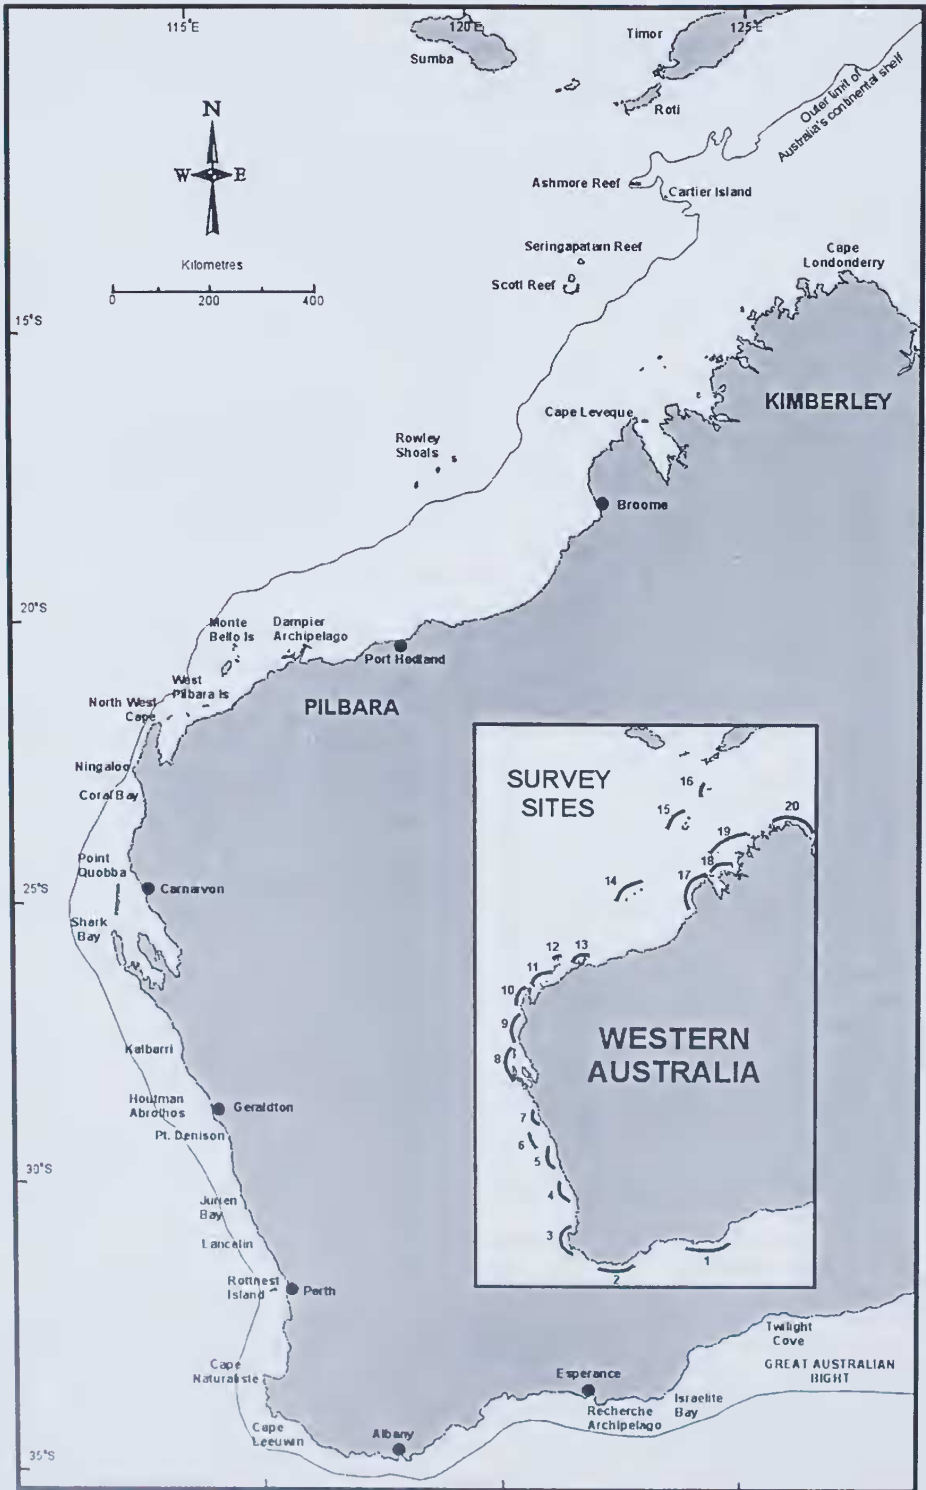 115°E
120°E
125°E
Timor
Sumba
Roti
Outer limit of
Australia's continental shelf
N
W E
Ashmore Reef
Cartier Island
Kilometres
0 200 400
Seringapatam Reef
Scott Reef
Cape
Londonderry
15°S
KIMBERLEY
Cape Leveque
Rowley
Shoals
Broome
20°S
Monte
Bello Is
Dampier
Archipelago
Port Hedland
West
Pilbara Is
North West
Cape
PILBARA
Ningaloo
Coral Bay
Point
Quobba
Carnarvon
25°S
Shark
Bay
Kalbarri
Houtman
Abrolhos
Geraldton
Pt. Denison
30°S
Jurien
Bay
Lancelin
Rottnest
Island
Perth
Cape
Naturaliste
Cape
Leeuwin
Albany
Esperance
Recherche
Archipelago
Israelite
Bay
Twilight
Cove
GREAT AUSTRALIAN
BIGHT
35°S
SURVEY
SITES
16
15
20
19
18
17
14
12
13
11
10
9
8
WESTERN
AUSTRALIA
7
6
5
4
3
2
1